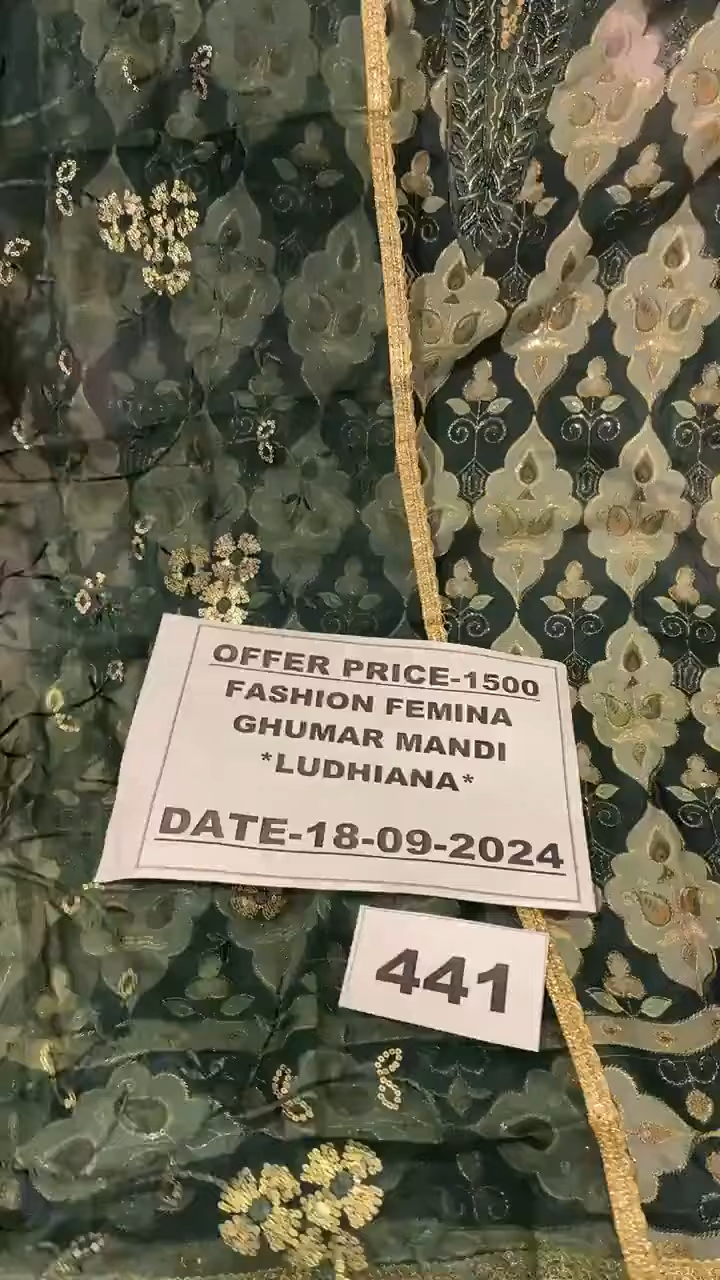 OFFER PRICE-1500
FASHION FEMINA
GHUMAR MANDI
*LUDHIANA*
DATE-18-09-2024
441